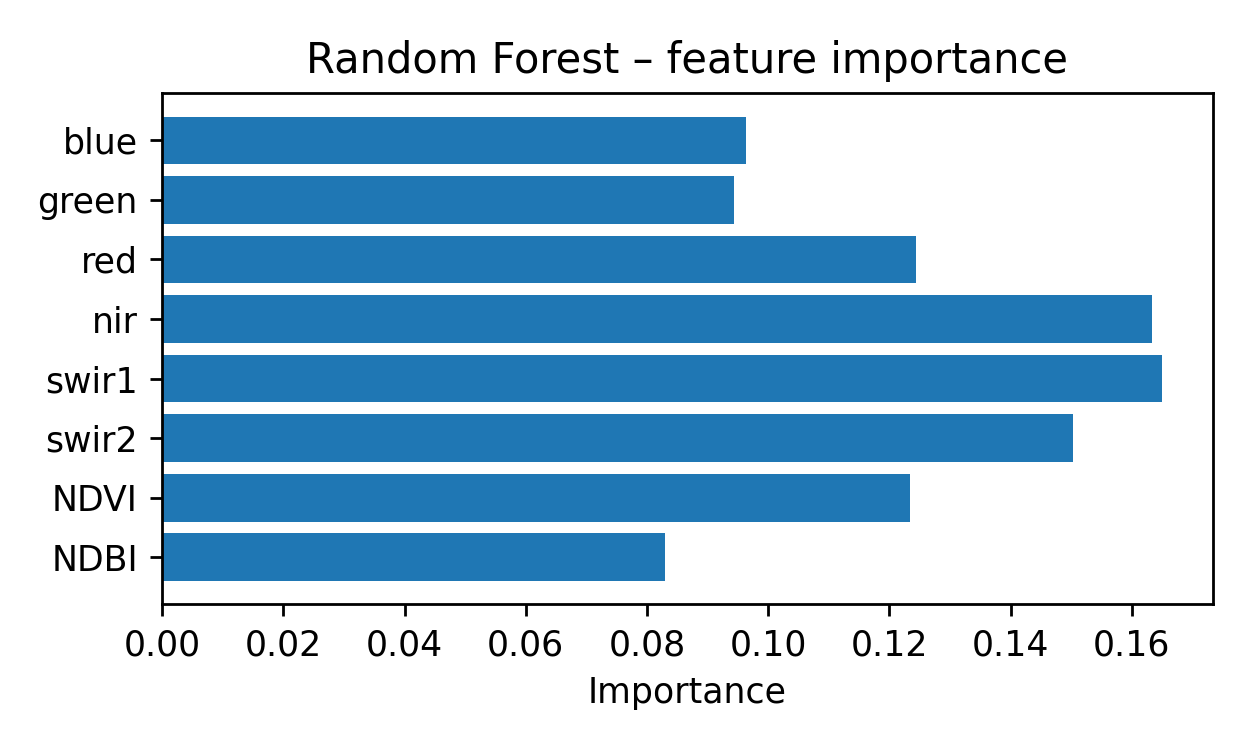 Random Forest – feature importance
blue
green
red
nir
swir1
swir2
NDVI
NDBI
0.00 0.02 0.04 0.06 0.08 0.10 0.12 0.14 0.16
Importance